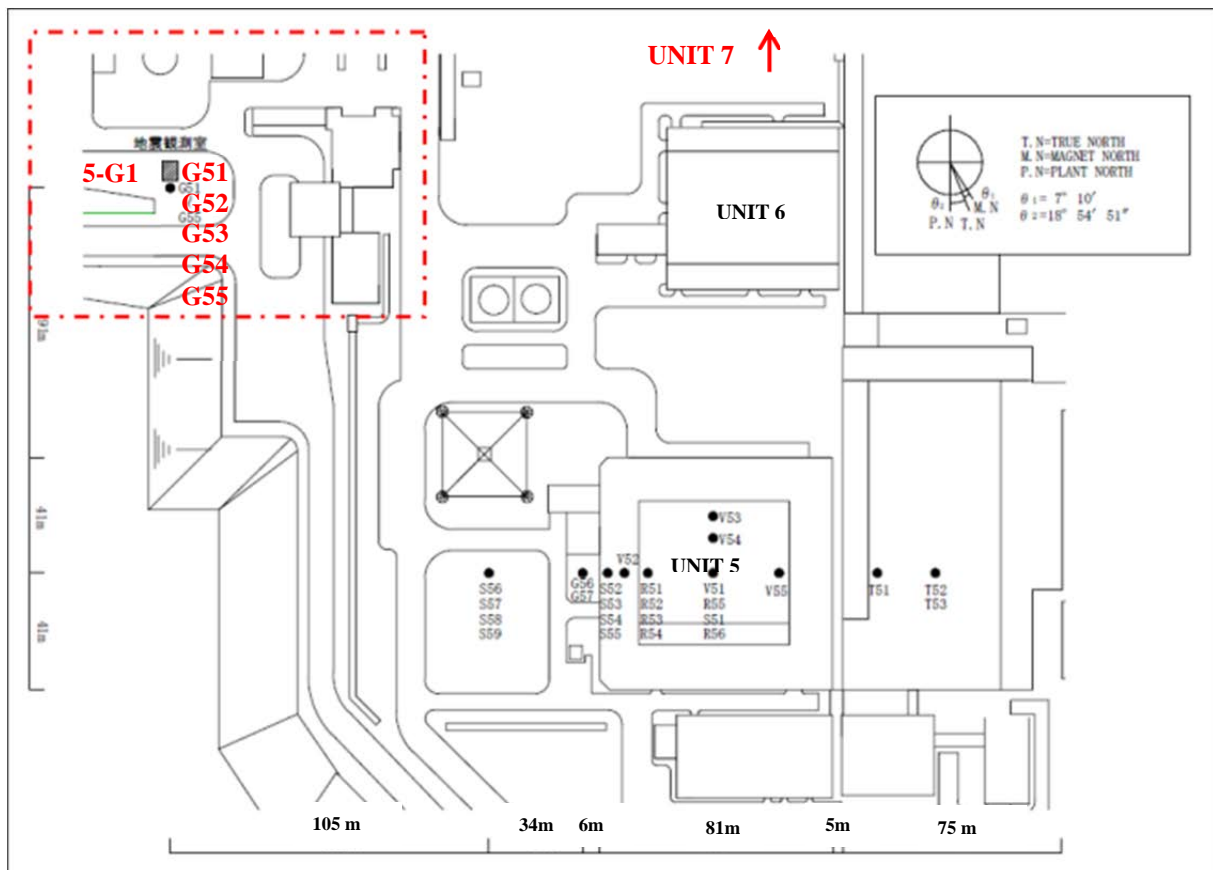 UNIT 7
地震観測室
5-G1
G51
G51
G52
G55
G53
G54
G55
UNIT 6
T. N=TRUE NORTH
M. N=MAGNET NORTH
P. N=PLANT NORTH
θ1= 7° 10′
θ2=18° 54′ 51″
θ2
θ1
M. N
P. N T. N
91m
41m
41m
V53
V54
UNIT 5
V52
S56
S57
S58
S59
G56
G57
S52
S53
S54
S55
R51
R52
R53
R54
V51
R55
S51
R56
V55
T51
T52
T53
105 m
34m
6m
81m
5m
75 m